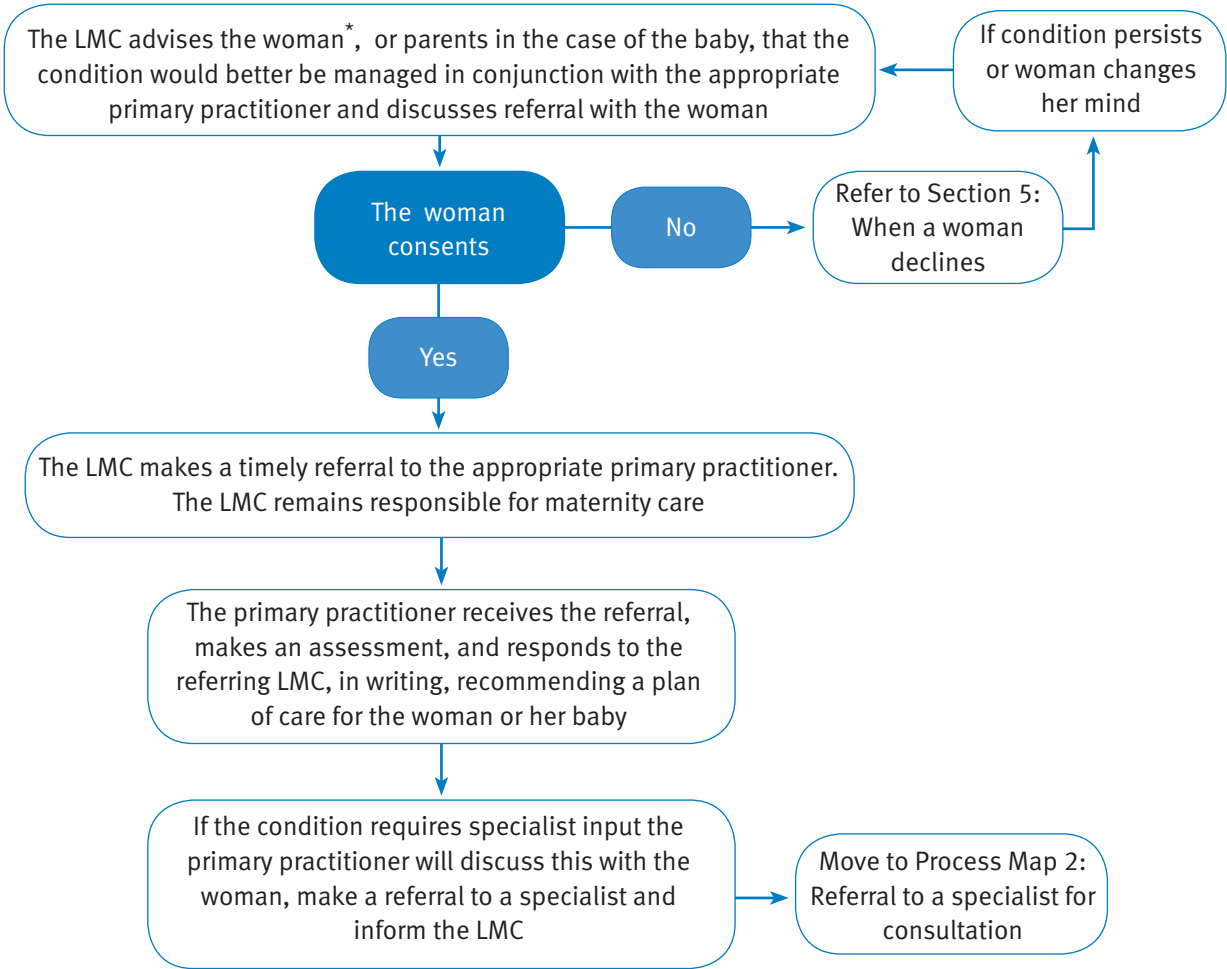 The LMC advises the woman*, or parents in the case of the baby, that the
condition would better be managed in conjunction with the appropriate
primary practitioner and discusses referral with the woman
If condition persists
or woman changes
her mind
The woman
consents
No
Refer to Section 5:
When a woman
declines
Yes
The LMC makes a timely referral to the appropriate primary practitioner.
The LMC remains responsible for maternity care
The primary practitioner receives the referral,
makes an assessment, and responds to the
referring LMC, in writing, recommending a plan
of care for the woman or her baby
If the condition requires specialist input the
primary practitioner will discuss this with the
woman, make a referral to a specialist and
inform the LMC
Move to Process Map 2:
Referral to a specialist for
consultation